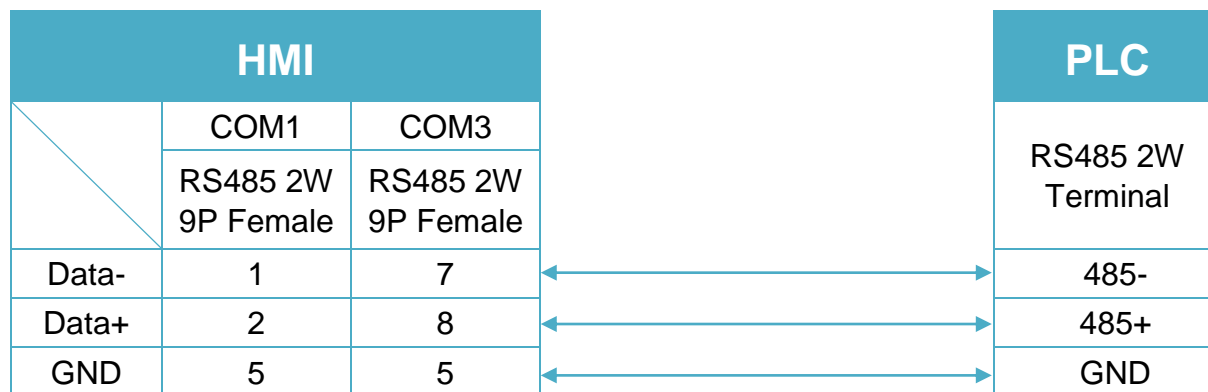 HMI
PLC
COM1 COM3
RS485 2W
9P Female
RS485 2W
9P Female
RS485 2W
Terminal
Data- 1 7 485-
Data+ 2 8 485+
GND 5 5 GND